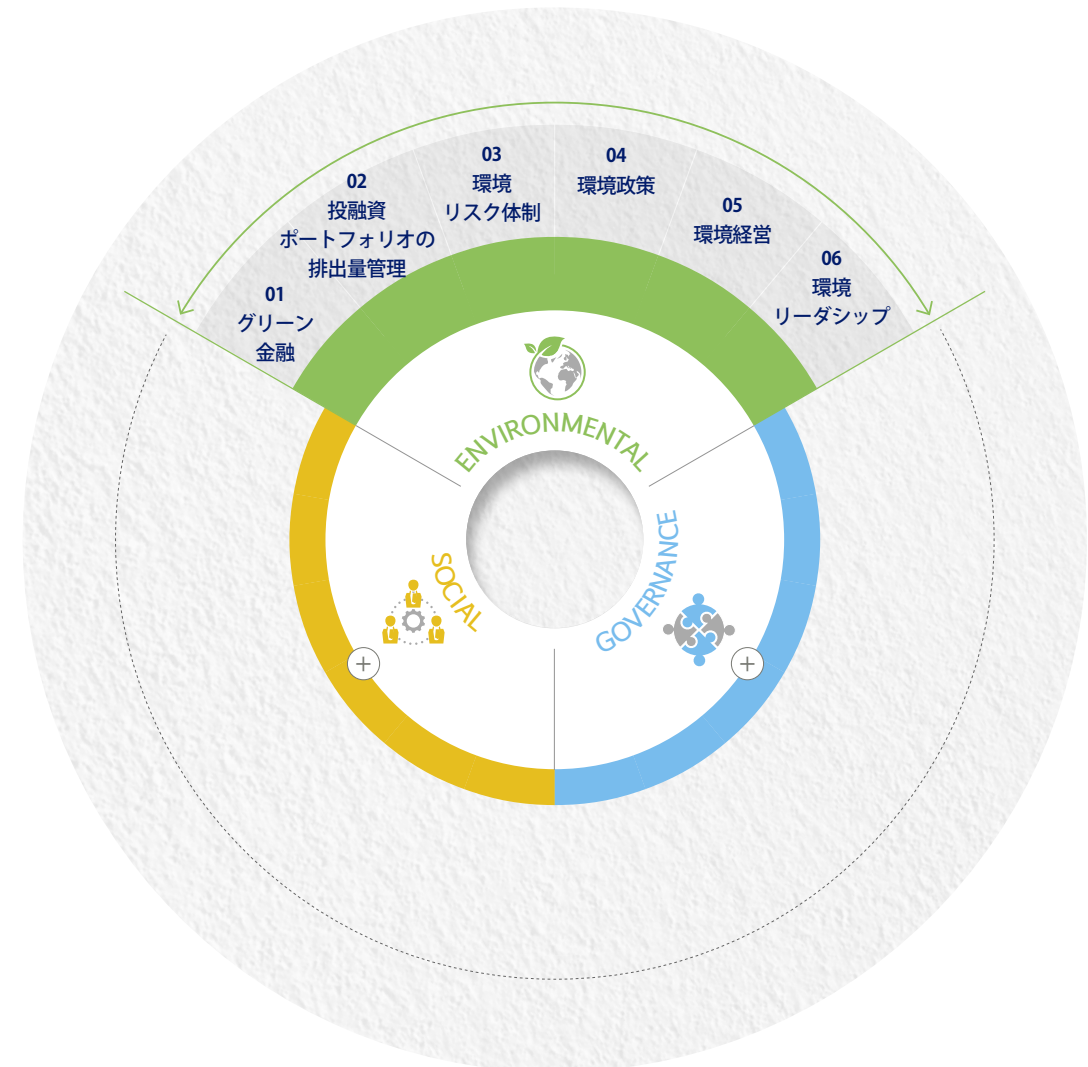 01
グリーン
金融
02
投融資
ポートフォリオの
排出量管理
03
環境
リスク体制
04
環境政策
05
環境経営
06
環境
リーダシップ
ENVIRONMENTAL
SOCIAL
GOVERNANCE